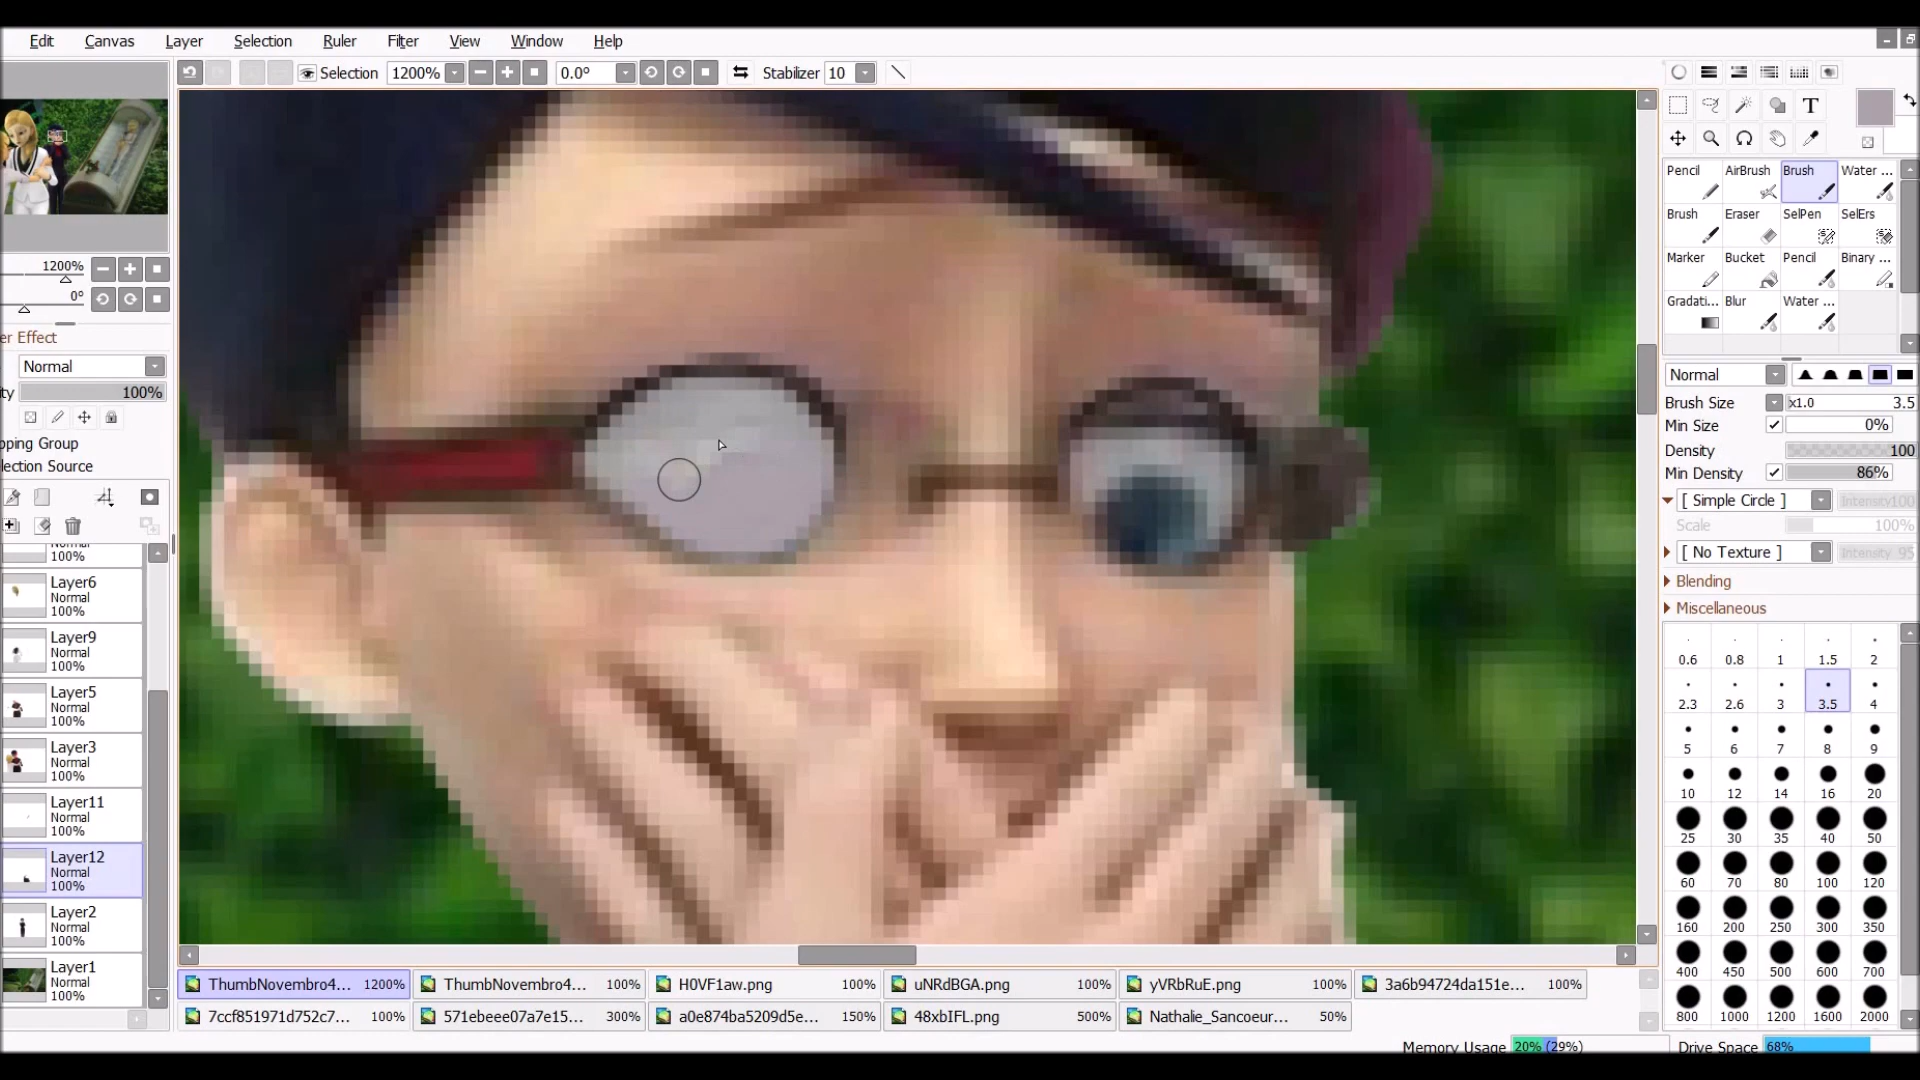 Edit Canvas Layer Selection Ruler Filter View Window Help
Selection 1200% 0.0º Stabilizer 10
T
1200%
0º
er Effect
Normal
ty 100%
pping Group
lection Source
Normal
100%
Layer6
Normal
100%
Layer9
Normal
100%
Layer5
Normal
100%
Layer3
Normal
100%
Layer11
Normal
100%
Layer12
Normal
100%
Layer2
Normal
100%
Layer1
Normal
100%
Pencil AirBrush Brush Water ...
Brush Eraser SelPen SelErs
Marker Bucket Pencil Binary ...
Gradati... Blur Water ...
Normal
Brush Size x1.0 3.5
Min Size 0%
Density 100
Min Density 86%
[ Simple Circle ] Intensity 100
Scale 100%
[ No Texture ] Intensity 95
Blending
Miscellaneous
0.6 0.8 1 1.5 2
2.3 2.6 3 3.5 4
5 6 7 8 9
10 12 14 16 20
25 30 35 40 50
60 70 80 100 120
160 200 250 300 350
400 450 500 600 700
800 1000 1200 1600 2000
ThumbNovembro4... 1200% ThumbNovembro4... 100% H0VF1aw.png 100% uNRdBGA.png 100% yVRbRuE.png 100% 3a6b94724da151e... 100%
7ccf851971d752c7... 100% 571ebeee07a7e15... 300% a0e874ba5209d5e... 150% 48xbIFL.png 500% Nathalie_Sancoeur... 50%
Memory Usage 20% (29%) Drive Space 68%